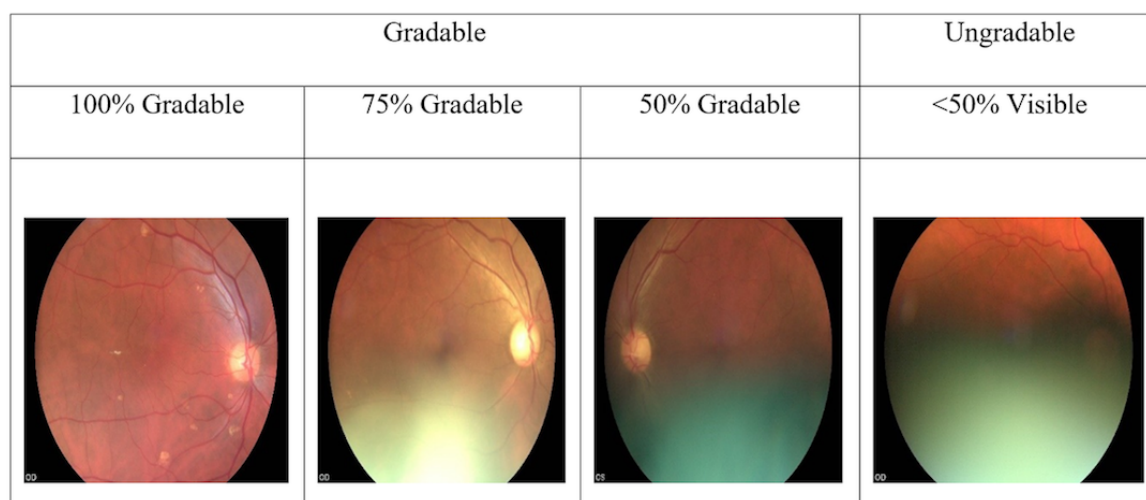 Gradable
Ungradable
100% Gradable
75% Gradable
50% Gradable
<50% Visible
OD
OD
OS
OD